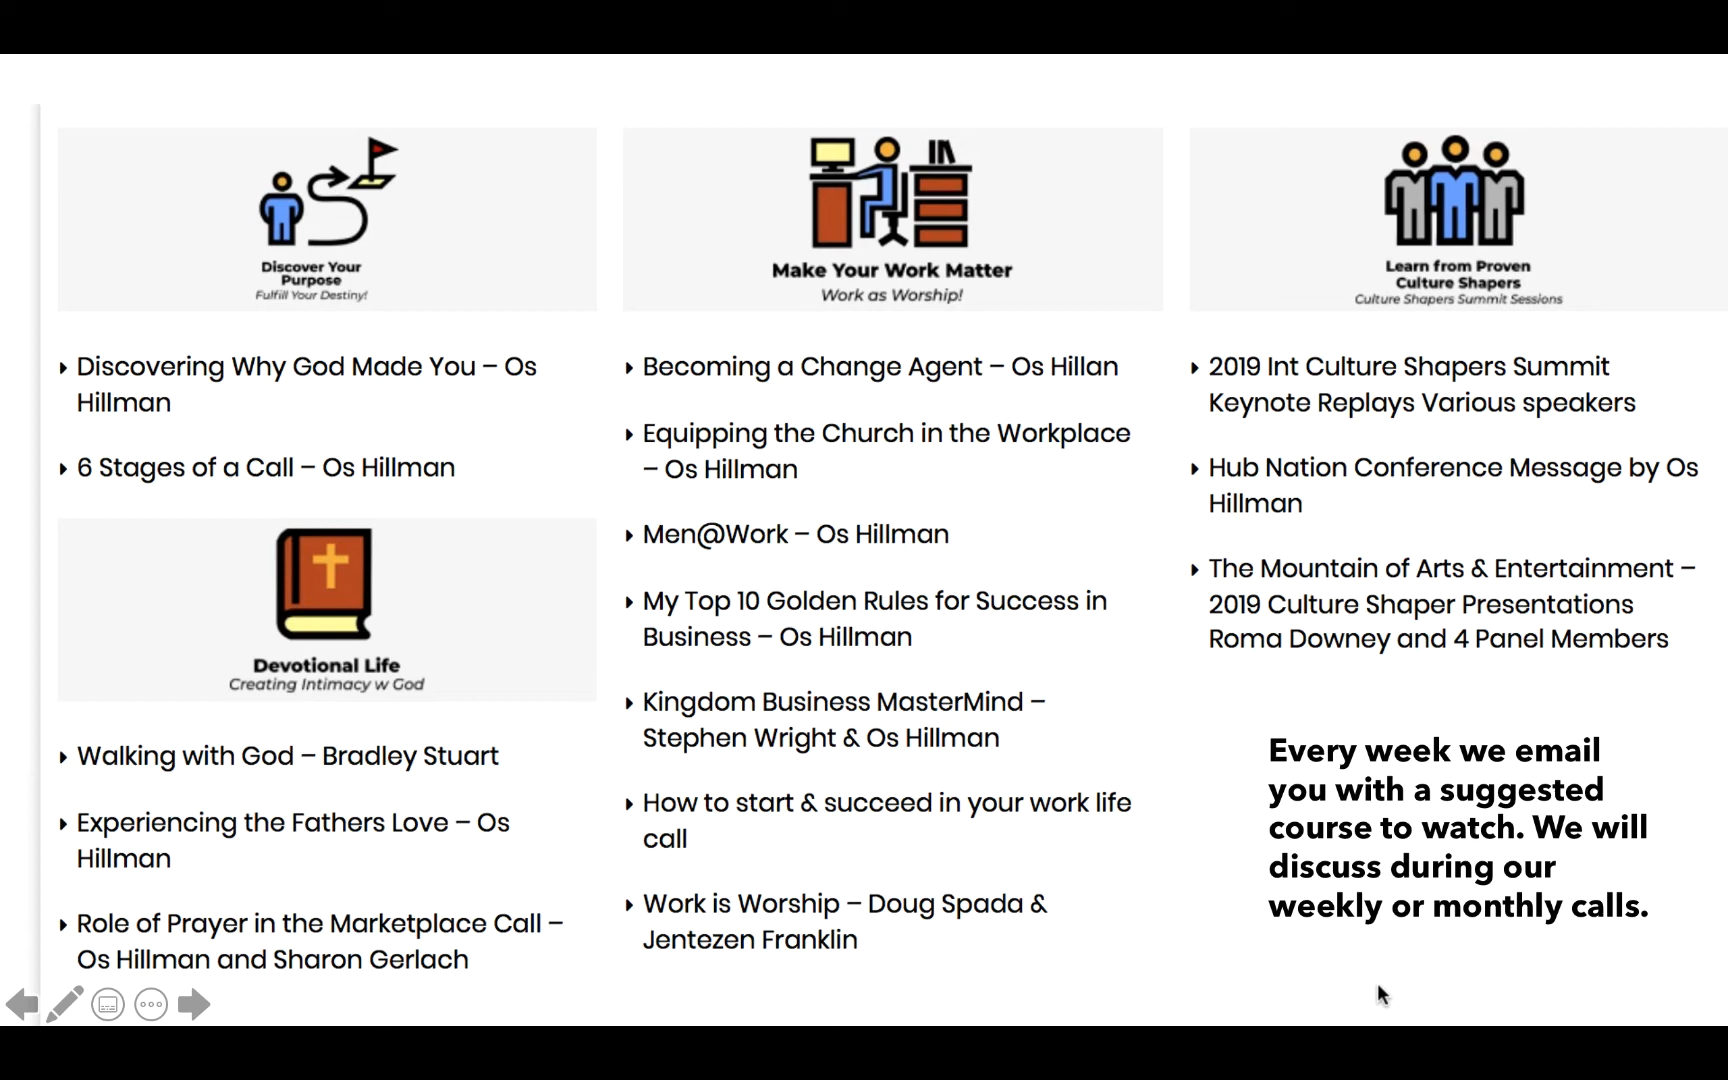 Discover Your
Purpose
Fulfill Your Destiny!
Discovering Why God Made You – Os
Hillman
6 Stages of a Call – Os Hillman
Devotional Life
Creating Intimacy w God
Walking with God – Bradley Stuart
Experiencing the Fathers Love – Os
Hillman
Role of Prayer in the Marketplace Call –
Os Hillman and Sharon Gerlach
Make Your Work Matter
Work as Worship!
Becoming a Change Agent – Os Hillan
Equipping the Church in the Workplace
– Os Hillman
Men@Work – Os Hillman
My Top 10 Golden Rules for Success in
Business – Os Hillman
Kingdom Business MasterMind –
Stephen Wright & Os Hillman
How to start & succeed in your work life
call
Work is Worship – Doug Spada &
Jentezen Franklin
Learn from Proven
Culture Shapers
Culture Shapers Summit Sessions
2019 Int Culture Shapers Summit
Keynote Replays Various speakers
Hub Nation Conference Message by Os
Hillman
The Mountain of Arts & Entertainment –
2019 Culture Shaper Presentations
Roma Downey and 4 Panel Members
Every week we email
you with a suggested
course to watch. We will
discuss during our
weekly or monthly calls.